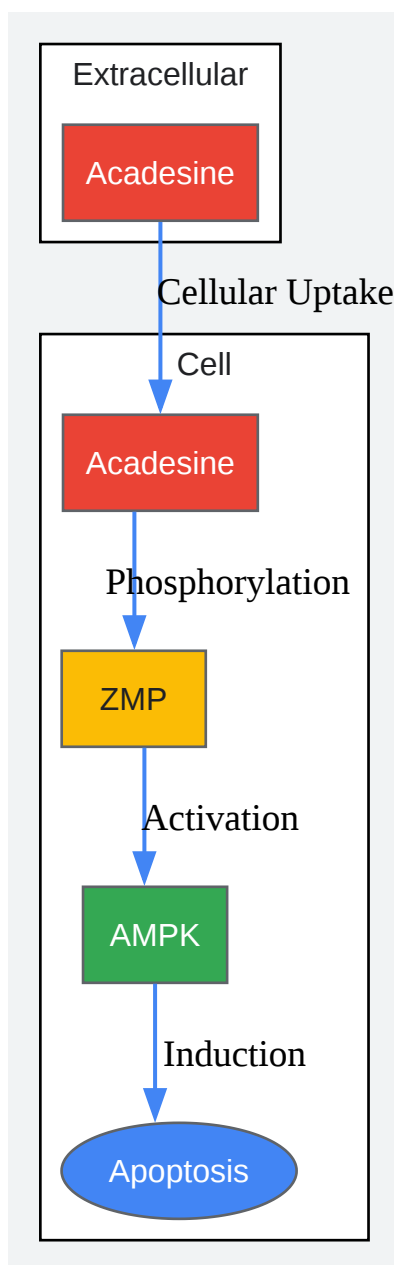 Extracellular
Acadesine
Cellular Uptake
Cell
Acadesine
Phosphorylation
ZMP
Activation
AMPK
Induction
Apoptosis